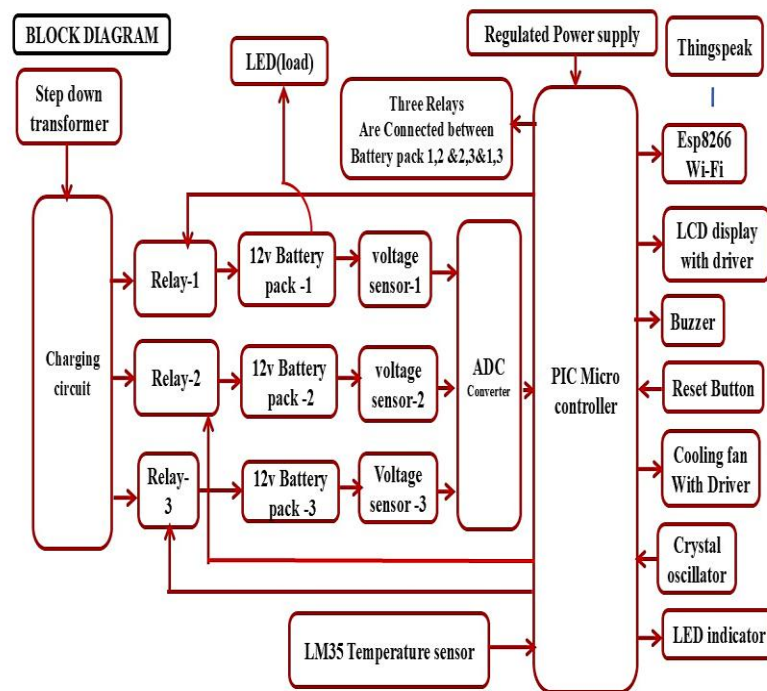 BLOCK DIAGRAM
Step down
transformer
LED(load)
Regulated Power supply
Thingspeak
Three Relays
Are Connected between
Battery pack 1,2 &2,3&1,3
Esp8266
Wi-Fi
Charging
circuit
Relay-1
12v Battery
pack -1
voltage
sensor-1
LCD display
with driver
Buzzer
Relay-2
12v Battery
pack -2
voltage
sensor-2
ADC
Converter
PIC Micro
controller
Reset Button
Cooling fan
With Driver
Relay-
3
12v Battery
pack -3
Voltage
sensor -3
Crystal
oscillator
LM35 Temperature sensor
LED indicator